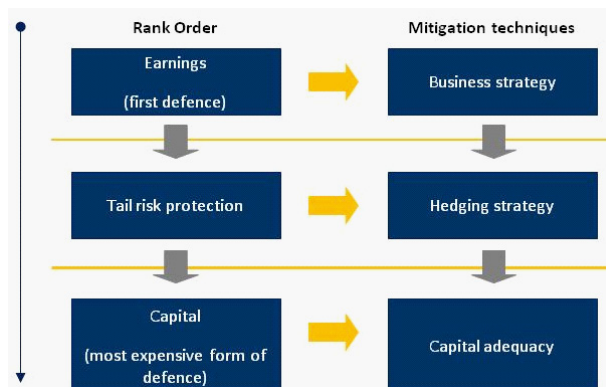 Rank Order
Mitigation techniques
Earnings
(first defence)
Business strategy
Tail risk protection
Hedging strategy
Capital
(most expensive form of
defence)
Capital adequacy